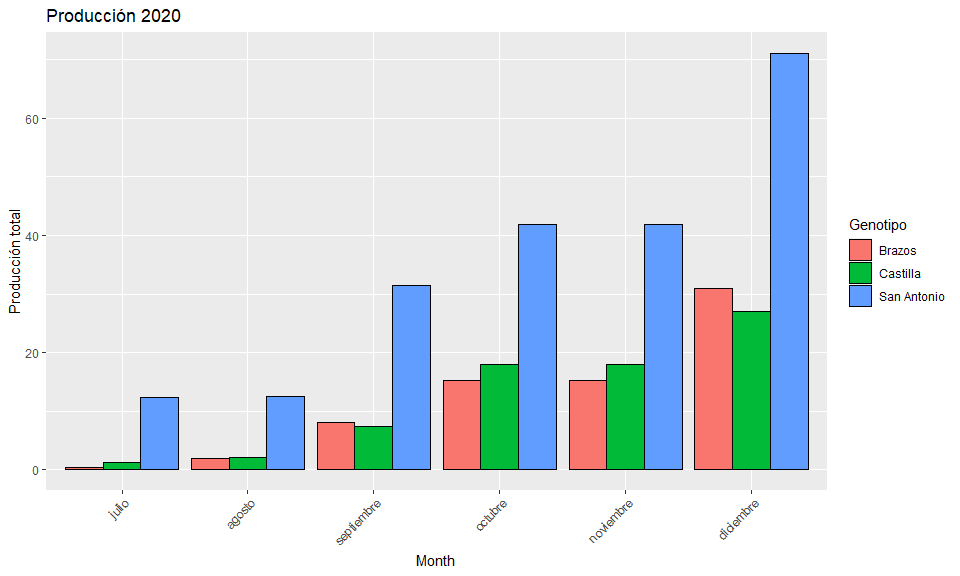 Producción 2020
Producción total
60
40
20
0
julio
agosto
septiembre
octubre
noviembre
diciembre
Month
Genotipo
Brazos
Castilla
San Antonio